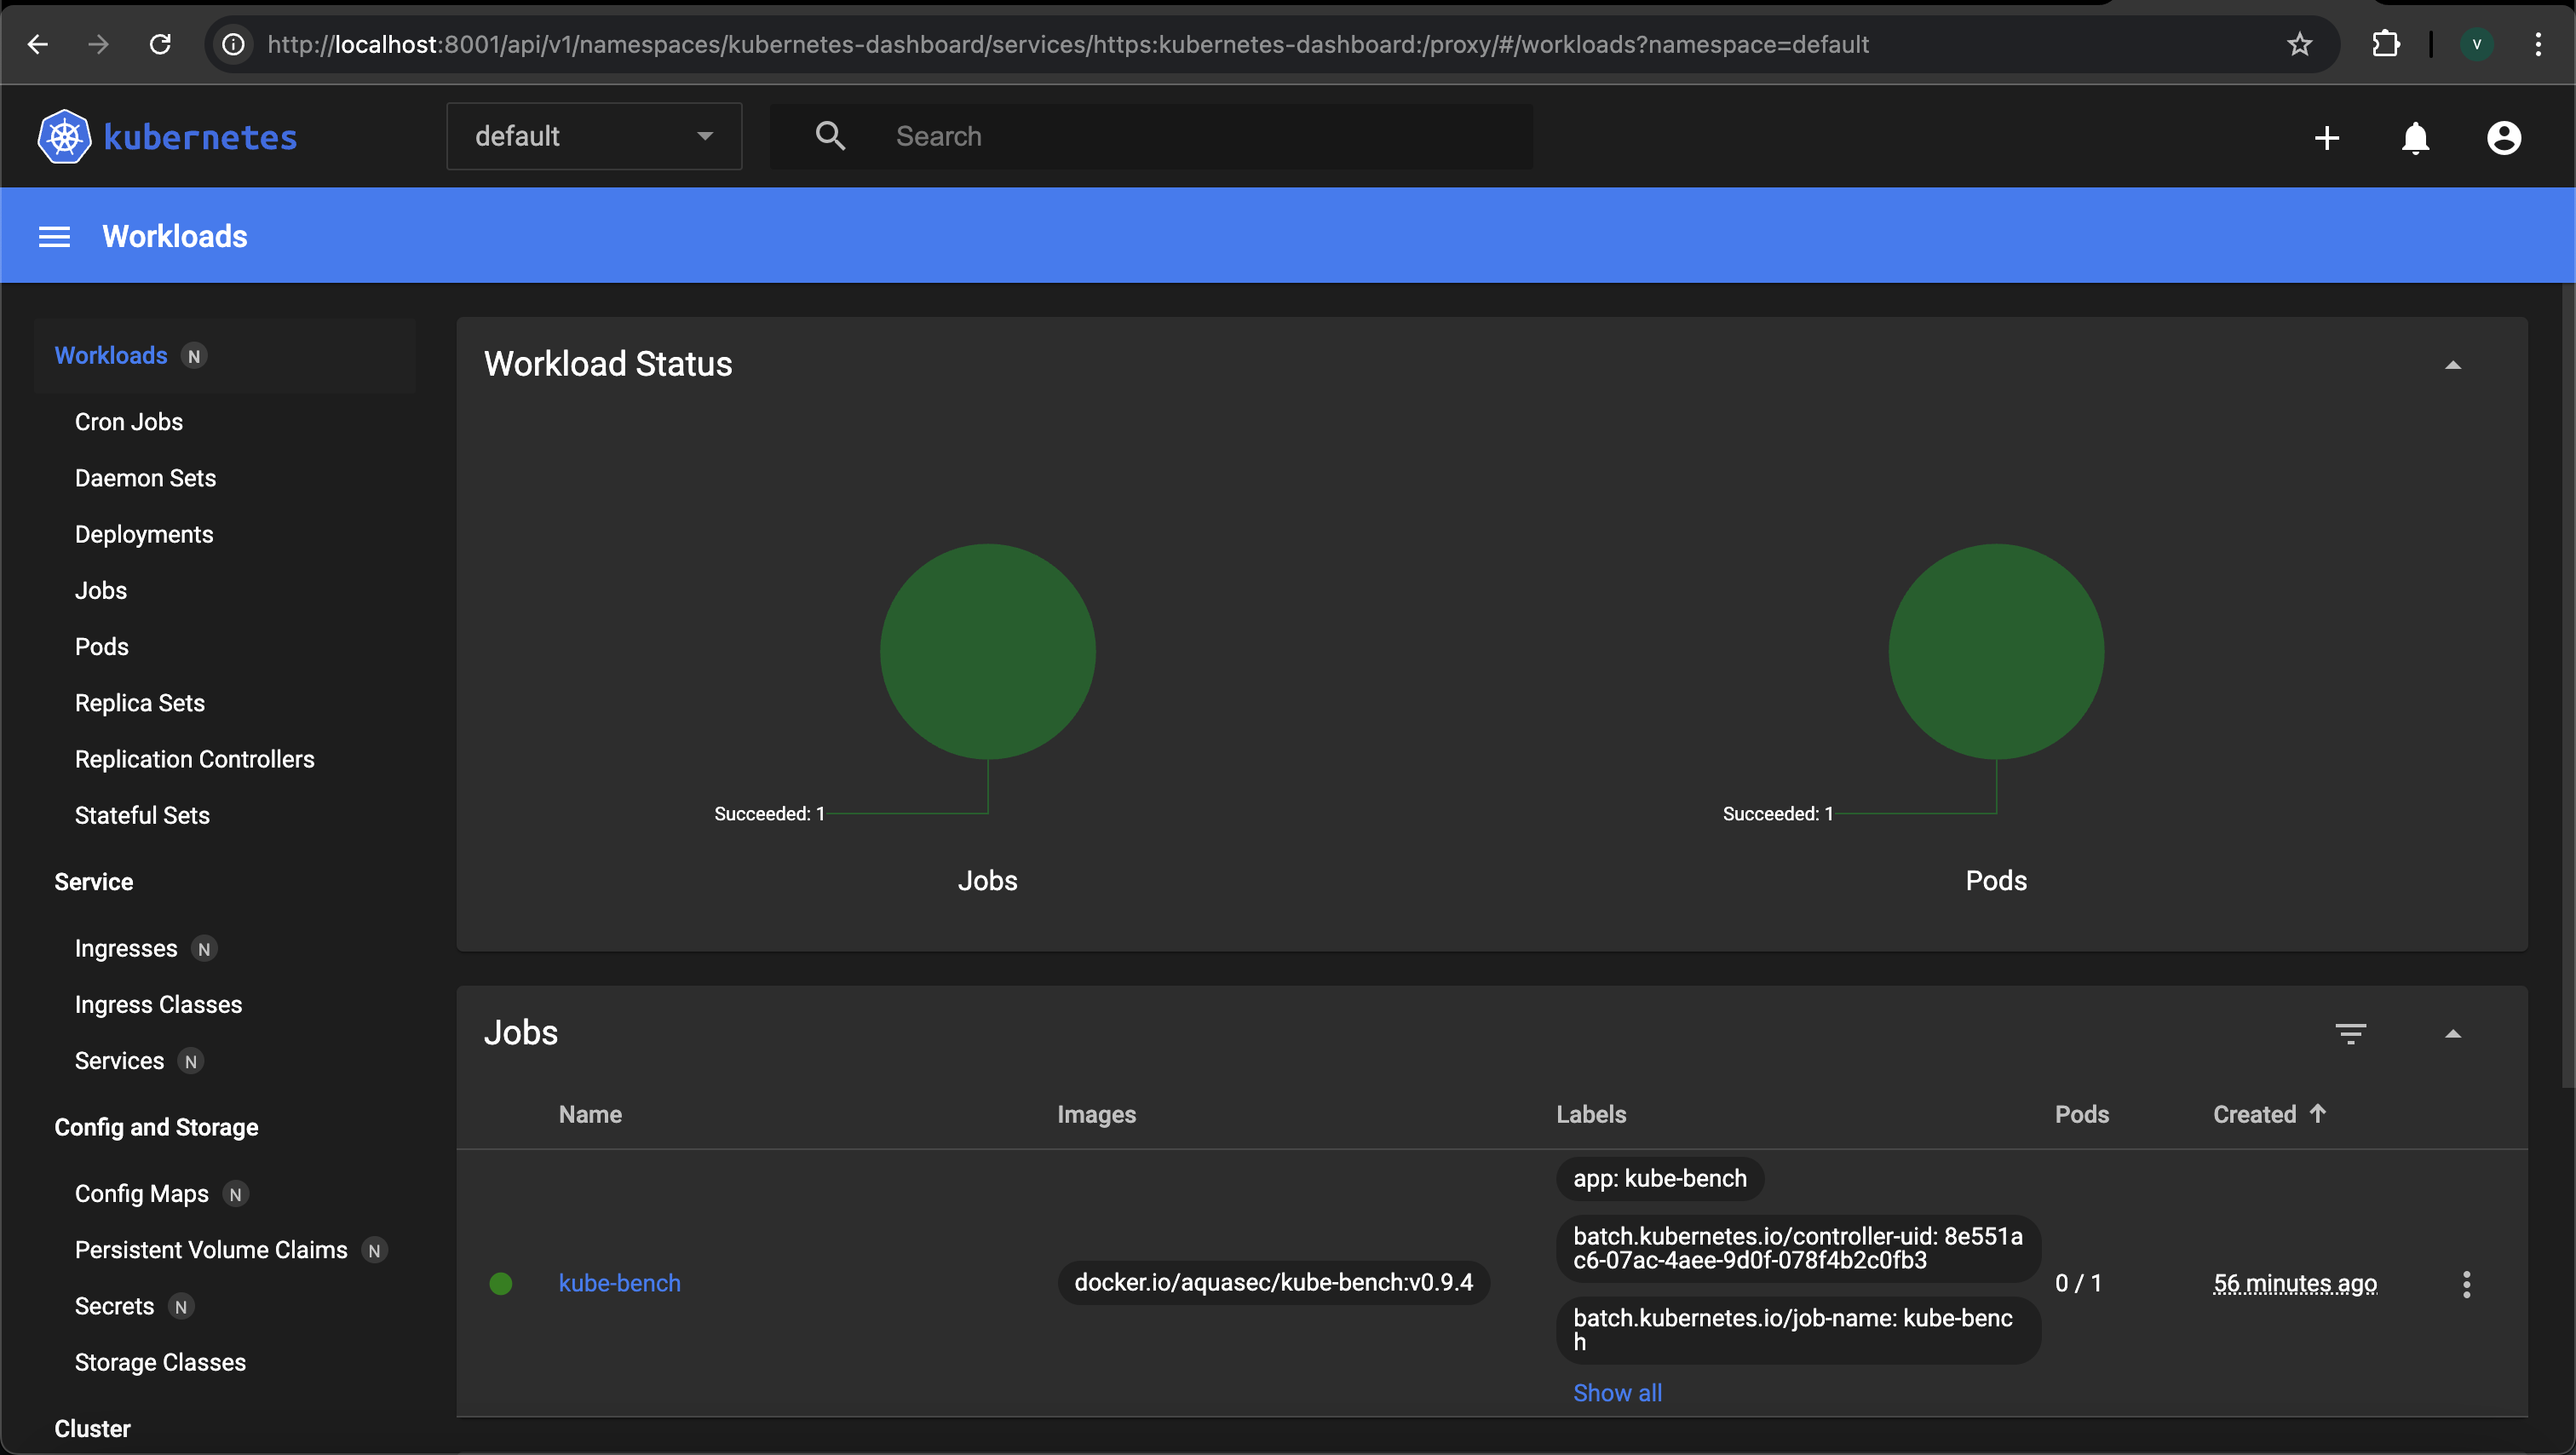 http://localhost:8001/api/v1/namespaces/kubernetes-dashboard/services/https:kubernetes-dashboard:/proxy/#/workloads?namespace=default
V
kubernetes
default
Search
Workloads
Workloads N
Cron Jobs
Daemon Sets
Deployments
Jobs
Pods
Replica Sets
Replication Controllers
Stateful Sets
Service
Ingresses N
Ingress Classes
Services N
Config and Storage
Config Maps N
Persistent Volume Claims N
Secrets N
Storage Classes
Cluster
Workload Status
Succeeded: 1
Jobs
Succeeded: 1
Pods
Jobs
Name Images Labels Pods Created
kube-bench
docker.io/aquasec/kube-bench:v0.9.4
app: kube-bench
batch.kubernetes.io/controller-uid: 8e551a
c6-07ac-4aee-9d0f-078f4b2c0fb3
batch.kubernetes.io/job-name: kube-benc
h
Show all
0 / 1
56 minutes ago